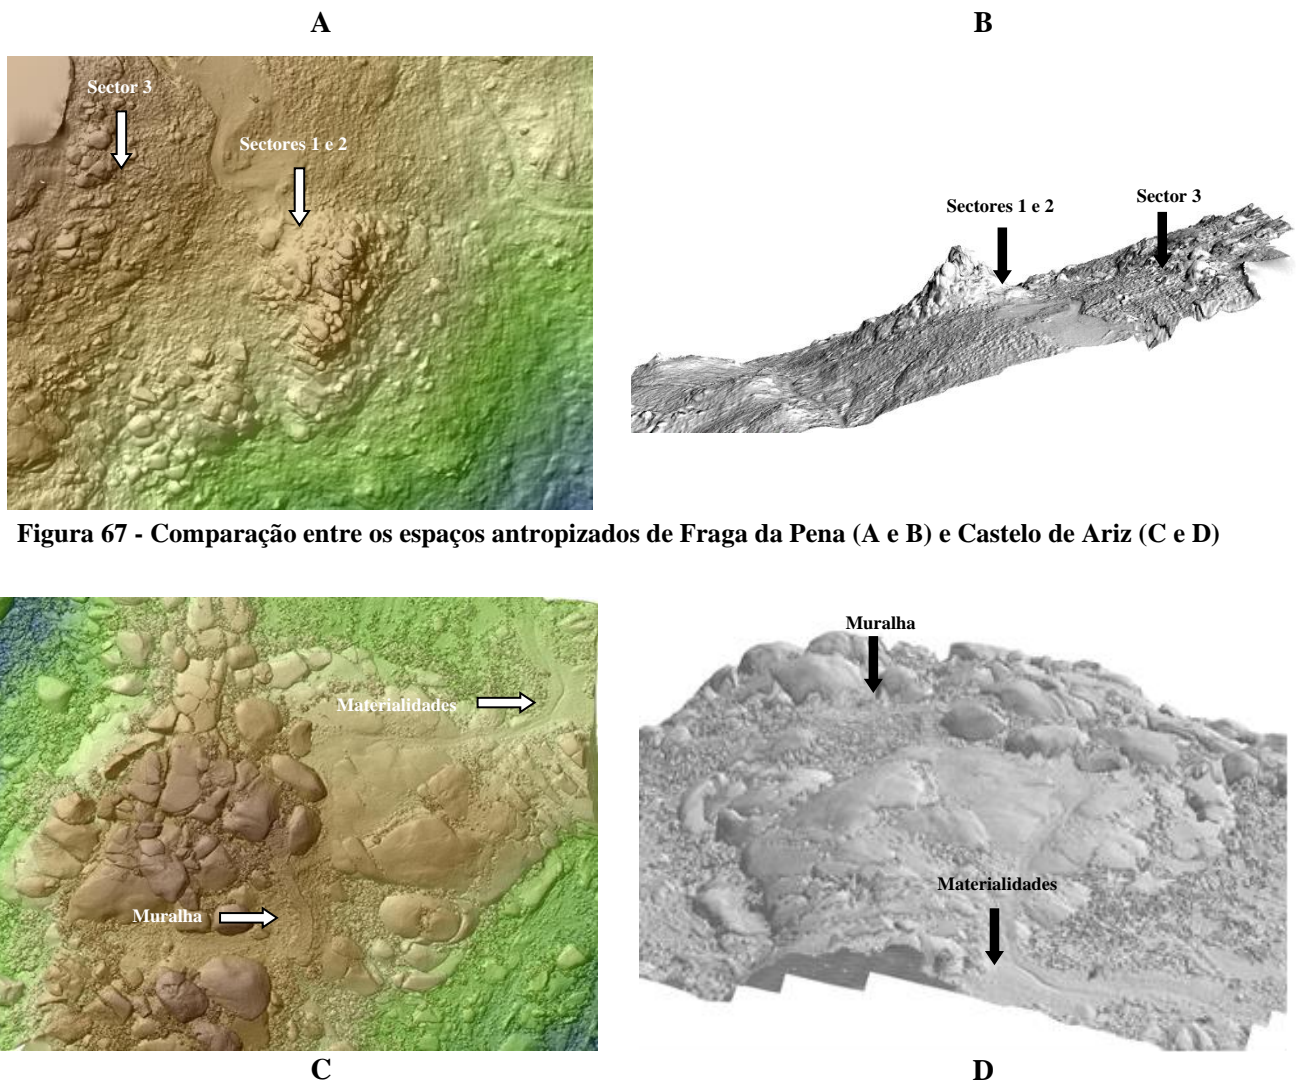 A
B
Sector 3
Sectores 1 e 2
Sectores 1 e 2
Sector 3
Figura 67 - Comparação entre os espaços antropizados de Fraga da Pena (A e B) e Castelo de Ariz (C e D)
Materialidades
Muralha
Muralha
Materialidades
C
D